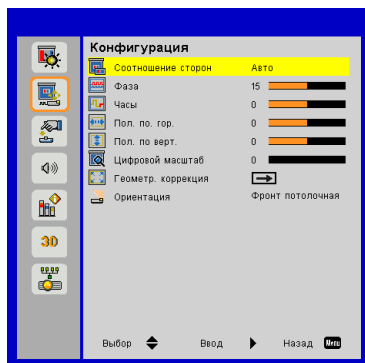 Конфигурация
Соотношение сторон Авто
Фаза 15
Часы 0
Пол. по. гор. 0
Пол. по верт. 0
Цифровой масштаб 0
Геометр. коррекция
Ориентация Фронт потолочная
3D
Выбор Ввод Назад Menu